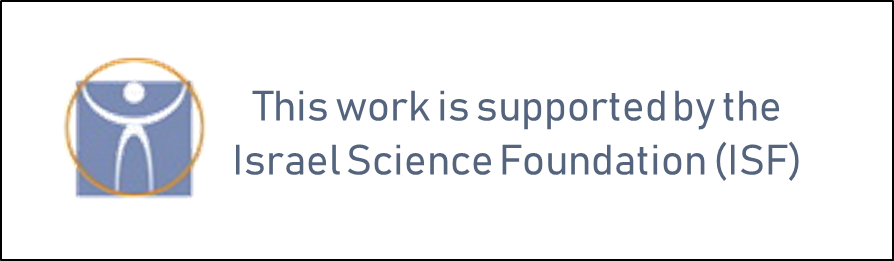 This work is supported by the
Israel Science Foundation (ISF)